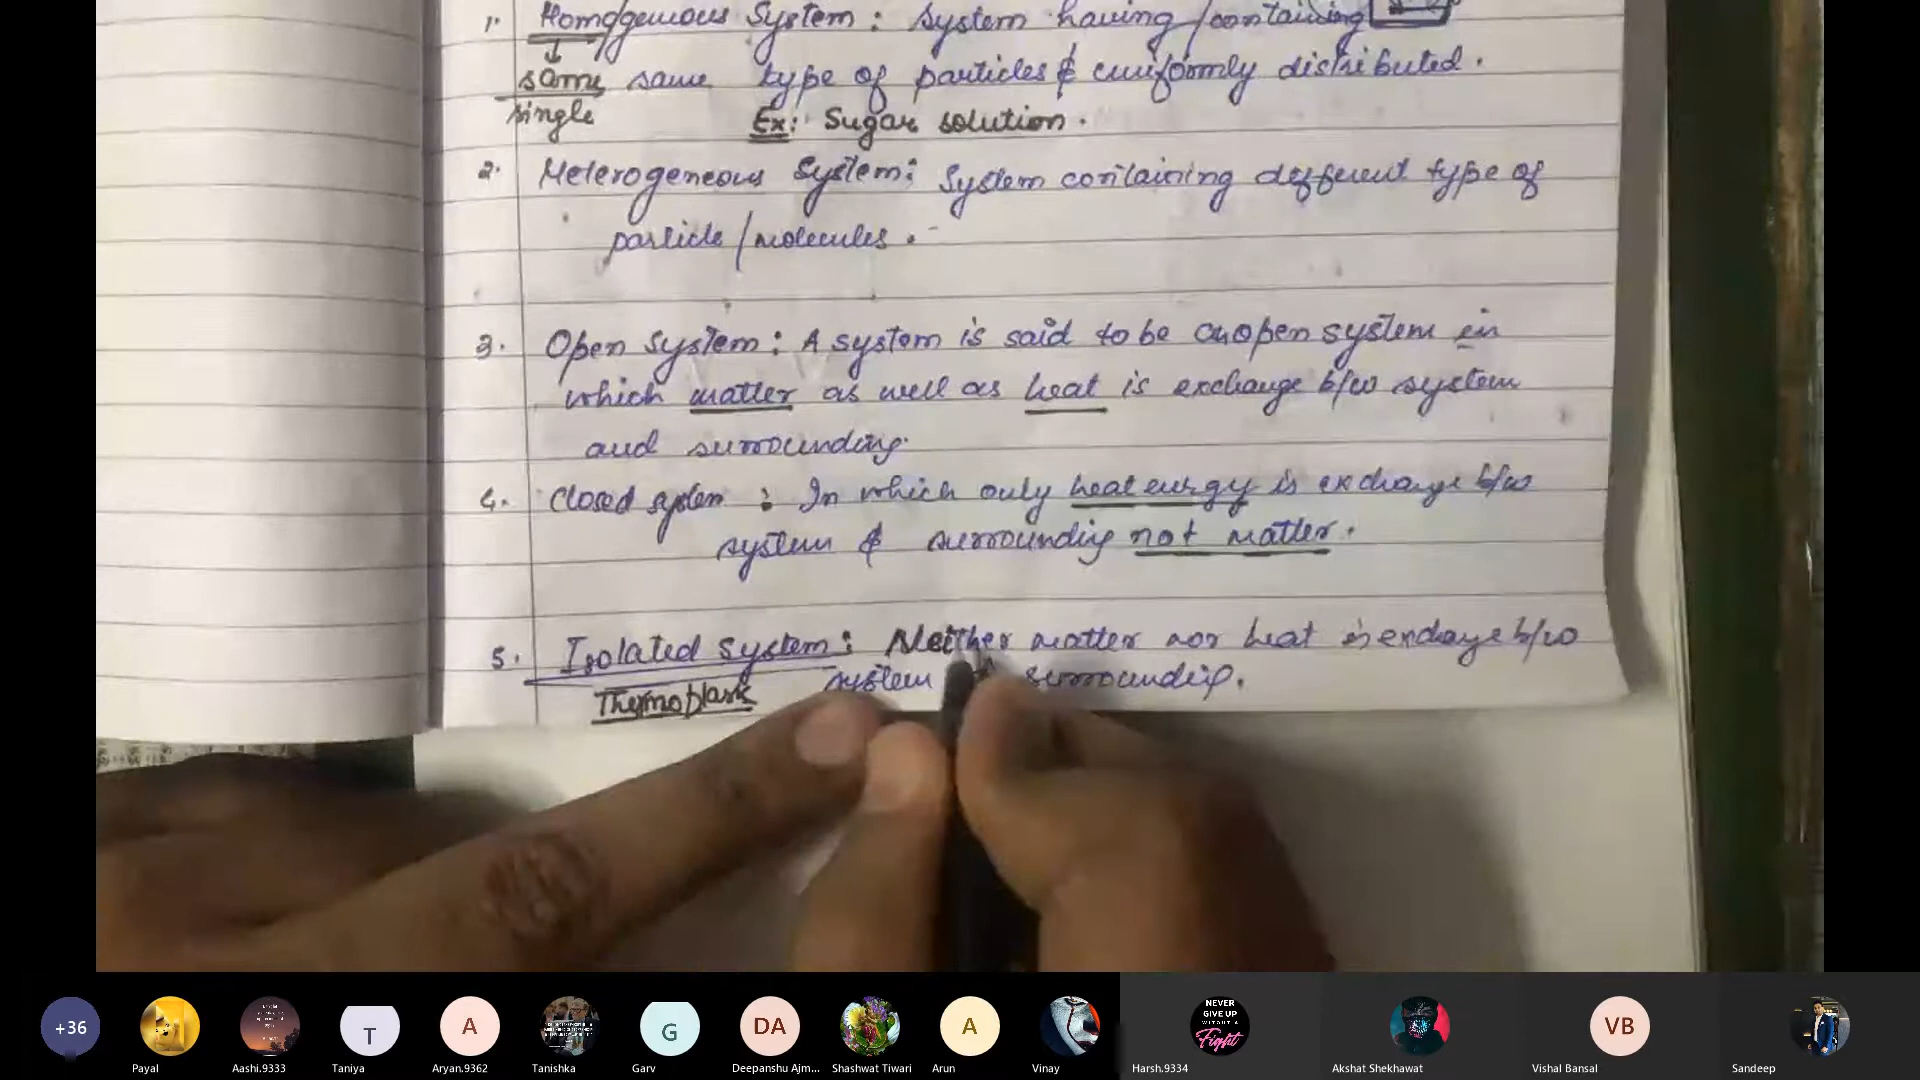 1. Homoggenuous System : System having/containing
same same type of particles & euuifoomly distributed.
single Ex: Sugar solution.
2. Heterogeneous System: System containing different type of
particle/molecules.
3. Open System : A system is said to be an open system in
which matter as well as heat is exchange b/w system
and surrounding.
4. Closed system : In which only heat energy is exchange b/w
system & surrounding not matter.
5. Isolated System : Neither matter nor heat is exchange b/w
Thermoflask system surrounding.
+36
T
A
G
DA
A
NEVER
GIVE UP
WITHOUT A
Fight
VB
Payal
Aashi.9333
Taniya
Aryan.9362
Tanishka
Garv
Deepanshu Ajm...
Shashwat Tiwari
Arun
Vinay
Harsh.9334
Akshat Shekhawat
Vishal Bansal
Sandeep